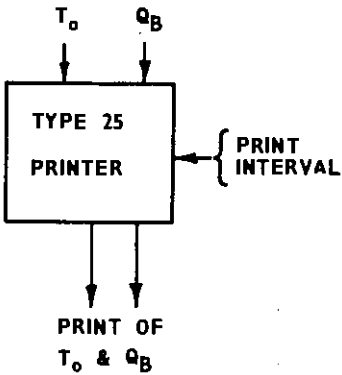 T₀ Q_B
TYPE 25
PRINTER
PRINT
INTERVAL
PRINT OF
T₀ & Q_B